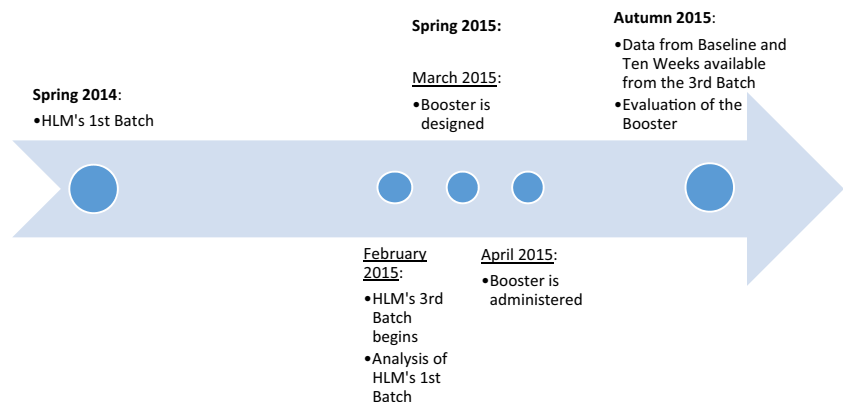 Spring 2014:
•HLM's 1st Batch
February
2015:
•HLM's 3rd
Batch
begins
•Analysis of
HLM's 1st
Batch
Spring 2015:
March 2015:
•Booster is
designed
April 2015:
•Booster is
administered
Autumn 2015:
•Data from Baseline and
Ten Weeks available
from the 3rd Batch
•Evaluation of the
Booster